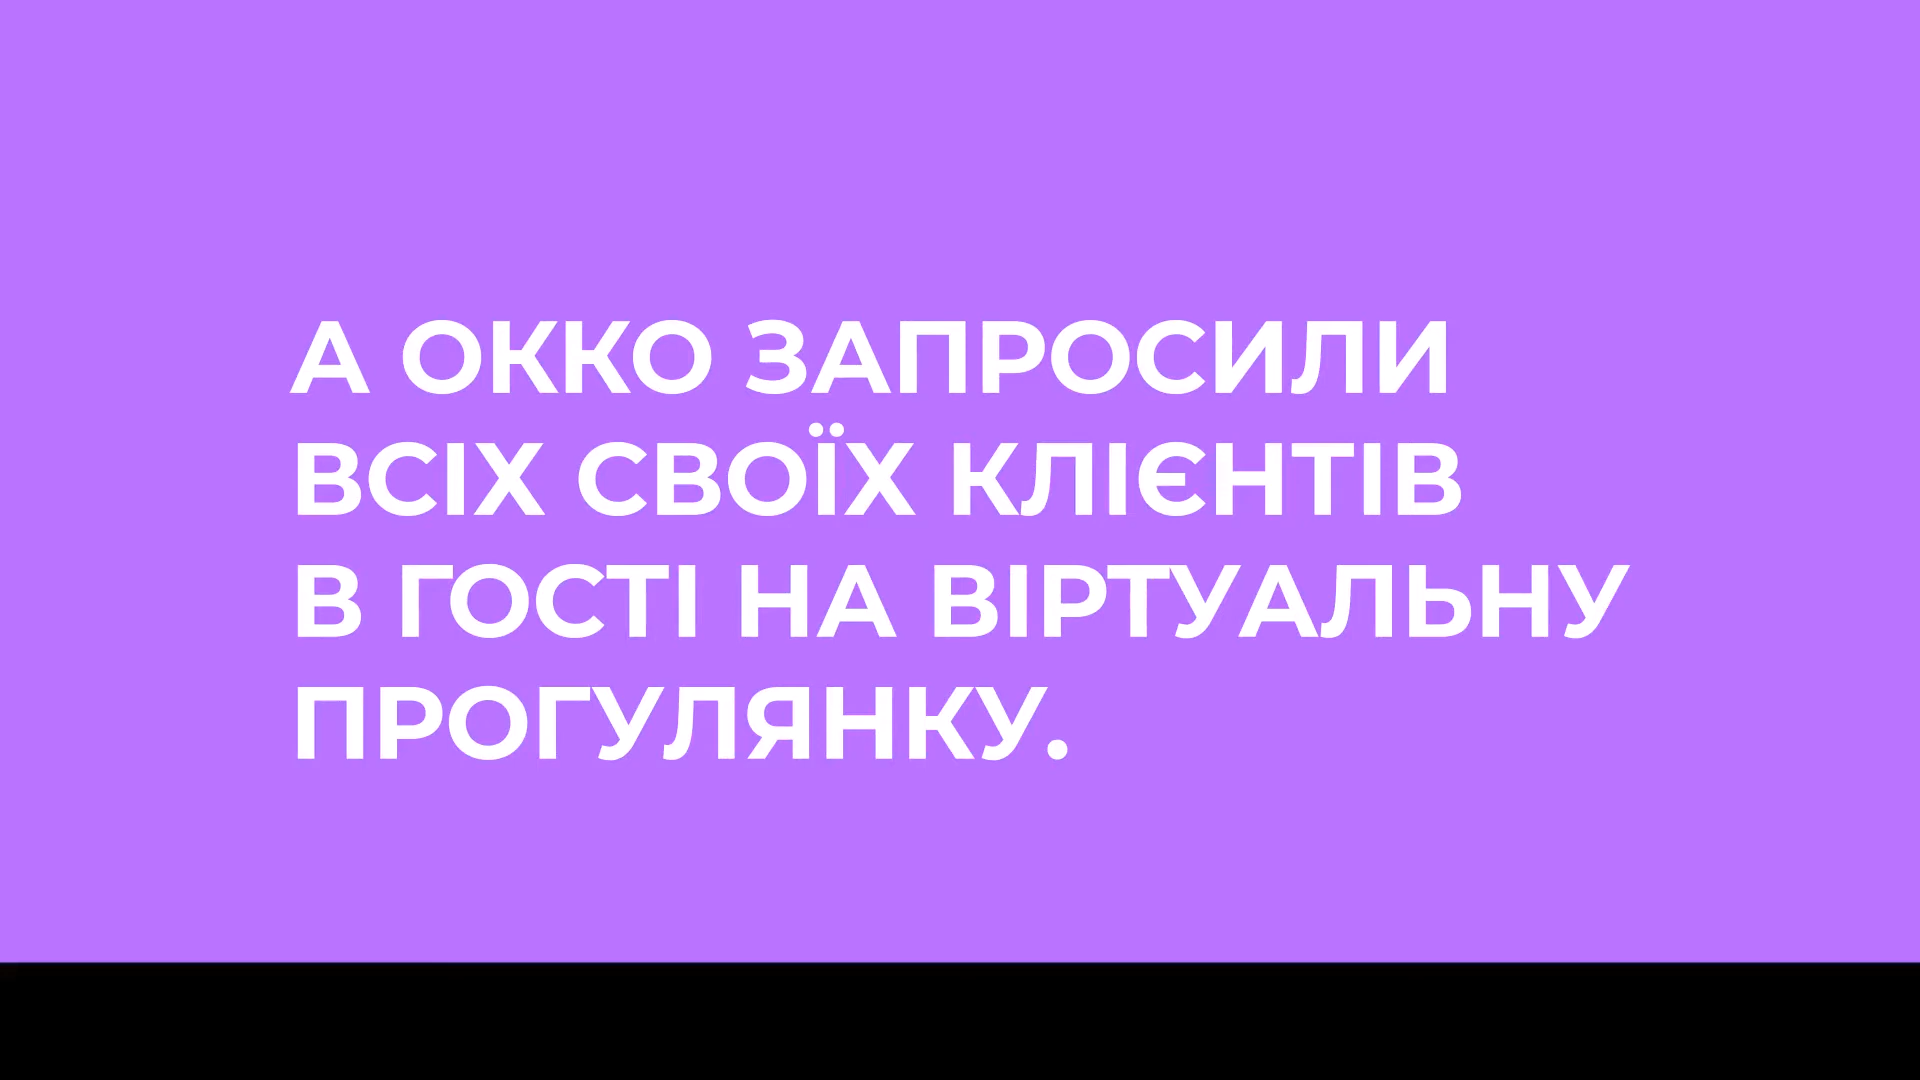 А ОККО ЗАПРОСИЛИ
ВСІХ СВОЇХ КЛІЄНТІВ
В ГОСТІ НА ВІРТУАЛЬНУ
ПРОГУЛЯНКУ.